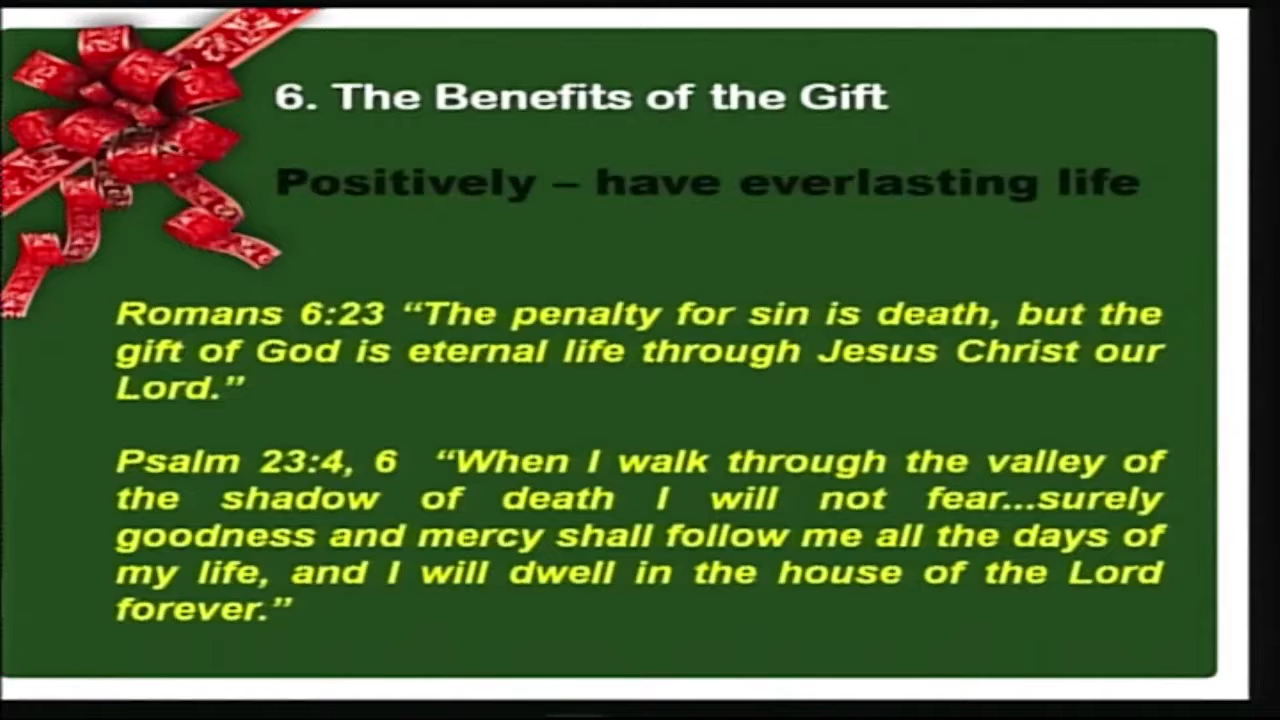 6. The Benefits of the Gift
Positively – have everlasting life
Romans 6:23 “The penalty for sin is death, but the
gift of God is eternal life through Jesus Christ our
Lord.”
Psalm 23:4, 6 “When I walk through the valley of
the shadow of death I will not fear...surely
goodness and mercy shall follow me all the days of
my life, and I will dwell in the house of the Lord
forever.”